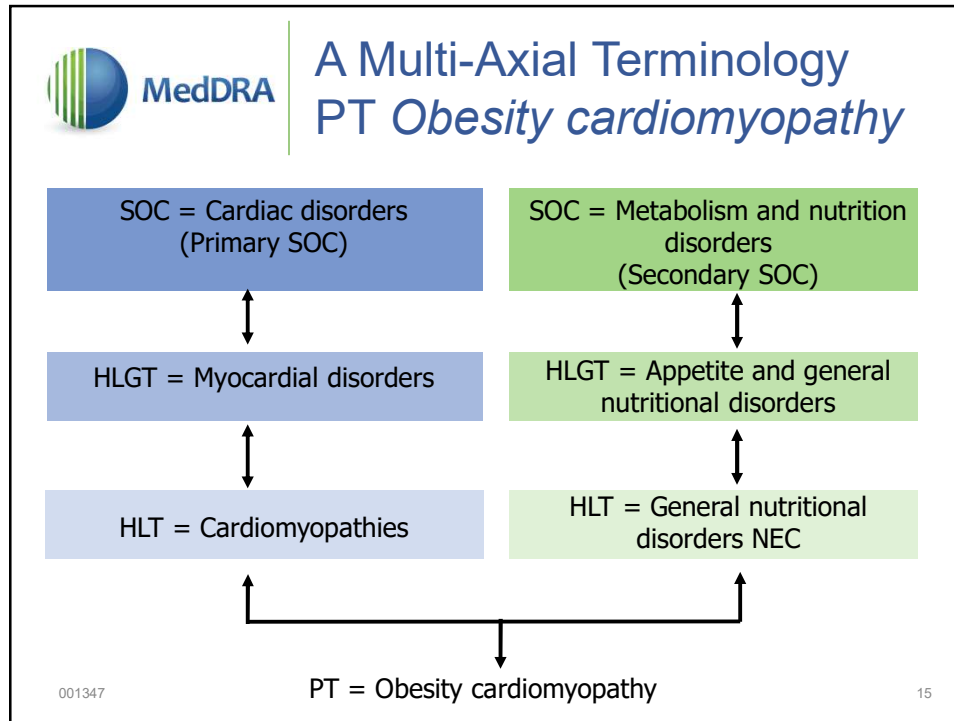 MedDRA
A Multi-Axial Terminology
PT Obesity cardiomyopathy
SOC = Cardiac disorders
(Primary SOC)
HLGT = Myocardial disorders
HLT = Cardiomyopathies
SOC = Metabolism and nutrition
disorders
(Secondary SOC)
HLGT = Appetite and general
nutritional disorders
HLT = General nutritional
disorders NEC
PT = Obesity cardiomyopathy
001347
15